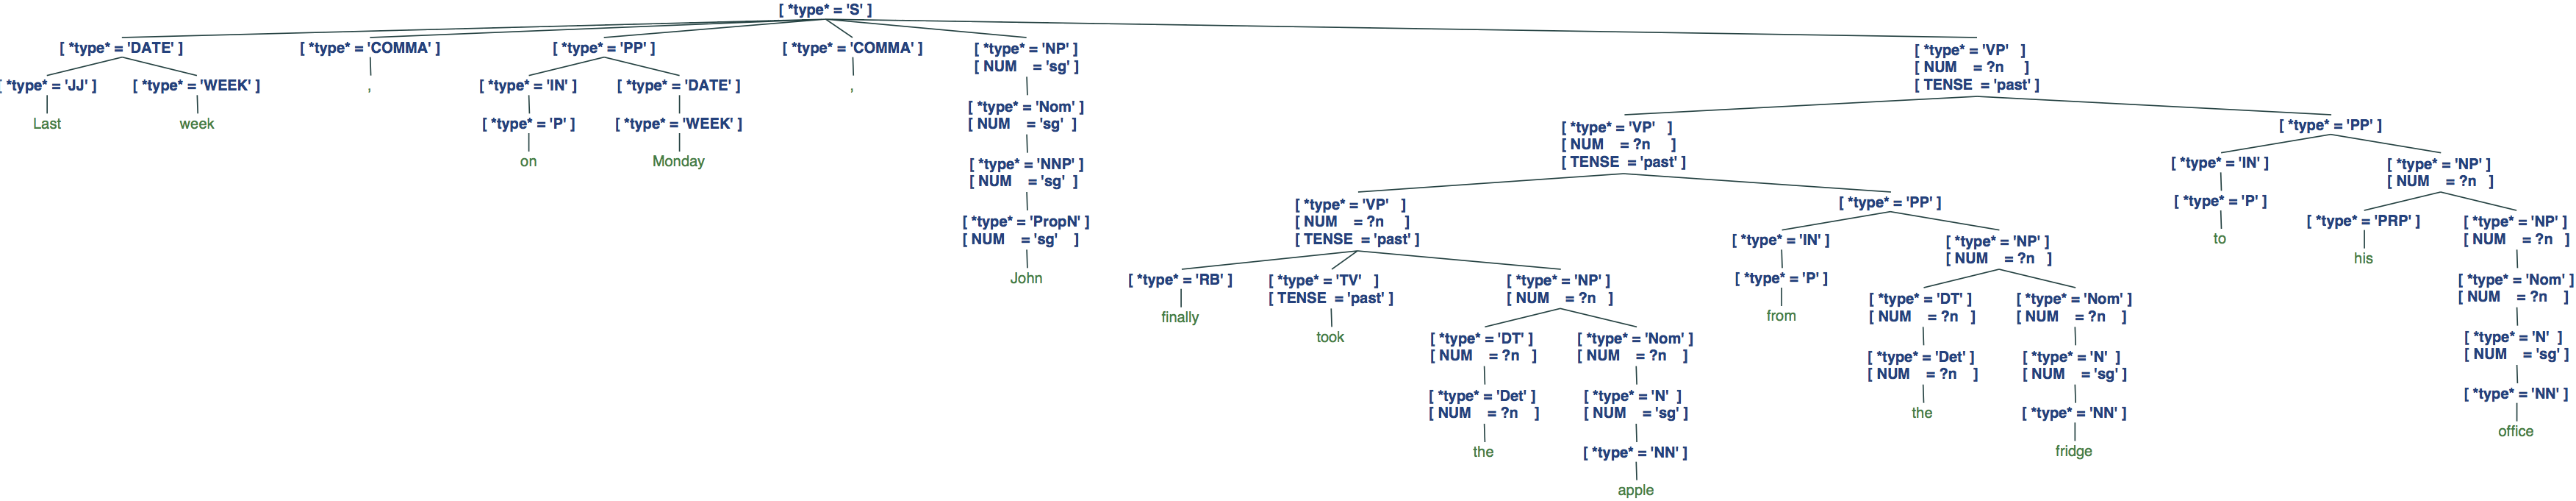 [ *type* = 'S' ]
[ *type* = 'DATE' ]
[ *type* = 'COMMA' ]
[ *type* = 'PP' ]
[ *type* = 'COMMA' ]
[ *type* = 'NP' ]
[ NUM = 'sg' ]
[ *type* = 'VP' ]
[ NUM = ?n ]
[ TENSE = 'past' ]
[ *type* = 'JJ' ]
[ *type* = 'WEEK' ]
,
[ *type* = 'IN' ]
[ *type* = 'DATE' ]
,
[ *type* = 'Nom' ]
[ NUM = 'sg' ]
[ *type* = 'VP' ]
[ NUM = ?n ]
[ TENSE = 'past' ]
[ *type* = 'PP' ]
Last
week
[ *type* = 'P' ]
[ *type* = 'WEEK' ]
[ *type* = 'NNP' ]
[ NUM = 'sg' ]
[ *type* = 'VP' ]
[ NUM = ?n ]
[ TENSE = 'past' ]
[ *type* = 'PP' ]
[ *type* = 'IN' ]
[ *type* = 'NP' ]
[ NUM = ?n ]
on
Monday
[ *type* = 'PropN' ]
[ NUM = 'sg' ]
[ *type* = 'RB' ]
[ *type* = 'TV' ]
[ TENSE = 'past' ]
[ *type* = 'NP' ]
[ NUM = ?n ]
[ *type* = 'IN' ]
[ *type* = 'NP' ]
[ NUM = ?n ]
[ *type* = 'P' ]
[ *type* = 'PRP' ]
[ *type* = 'NP' ]
[ NUM = ?n ]
John
finally
took
[ *type* = 'DT' ]
[ NUM = ?n ]
[ *type* = 'Nom' ]
[ NUM = ?n ]
[ *type* = 'P' ]
[ *type* = 'DT' ]
[ NUM = ?n ]
[ *type* = 'Nom' ]
[ NUM = ?n ]
to
his
[ *type* = 'Nom' ]
[ NUM = ?n ]
[ *type* = 'Det' ]
[ NUM = ?n ]
[ *type* = 'N' ]
[ NUM = 'sg' ]
from
[ *type* = 'Det' ]
[ NUM = ?n ]
[ *type* = 'N' ]
[ NUM = 'sg' ]
[ *type* = 'N' ]
[ NUM = 'sg' ]
the
[ *type* = 'NN' ]
the
[ *type* = 'NN' ]
[ *type* = 'NN' ]
apple
fridge
office